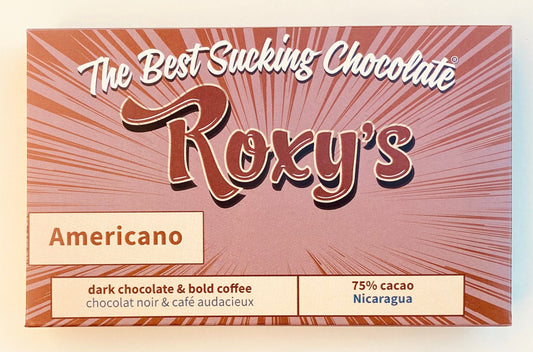 The Best Sucking Chocolate®
Roxy's
Americano
dark chocolate & bold coffee
chocolat noir & café audacieux
75% cacao
Nicaragua